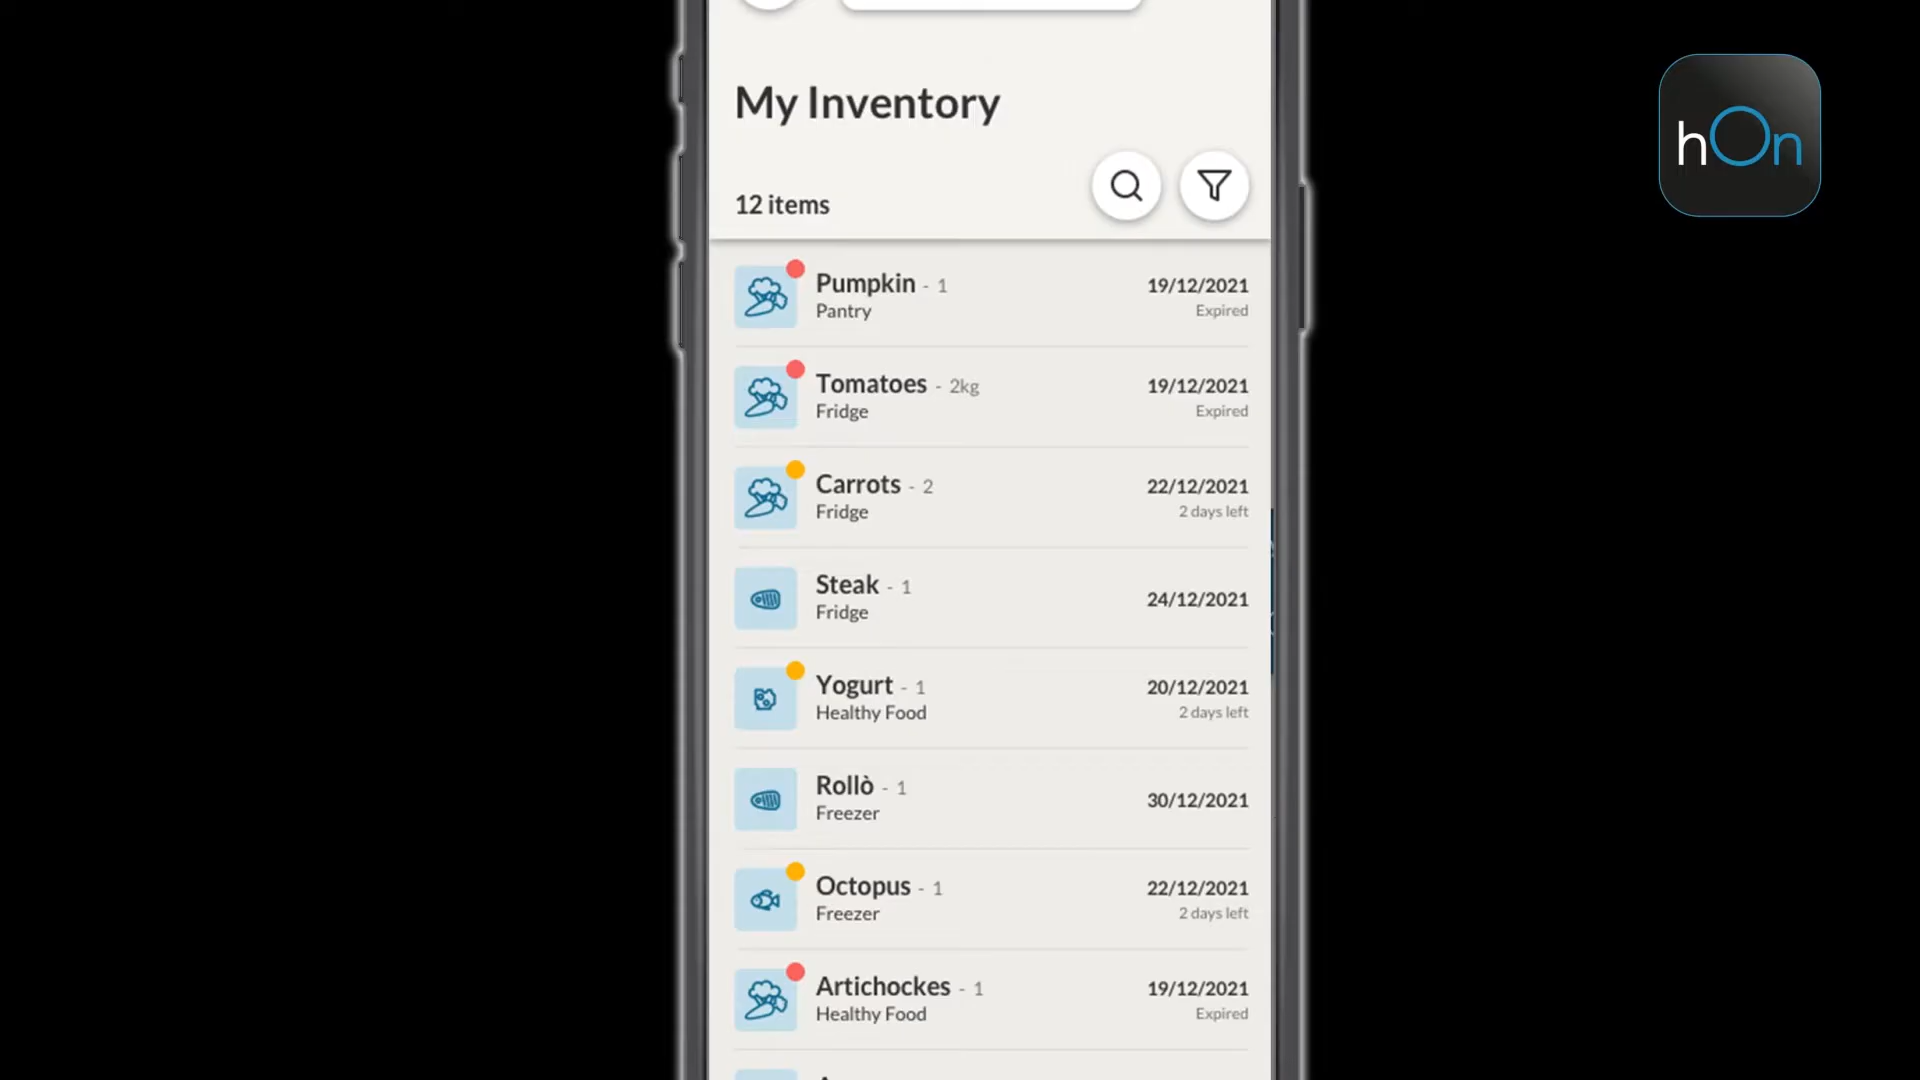 hOn
My Inventory
12 items
Pumpkin - 1
19/12/2021
Pantry
Expired
Tomatoes - 2kg
19/12/2021
Fridge
Expired
Carrots - 2
22/12/2021
Fridge
2 days left
Steak - 1
24/12/2021
Fridge
Yogurt - 1
20/12/2021
Healthy Food
2 days left
Rollò - 1
30/12/2021
Freezer
Octopus - 1
22/12/2021
Freezer
2 days left
Artichockes - 1
19/12/2021
Healthy Food
Expired